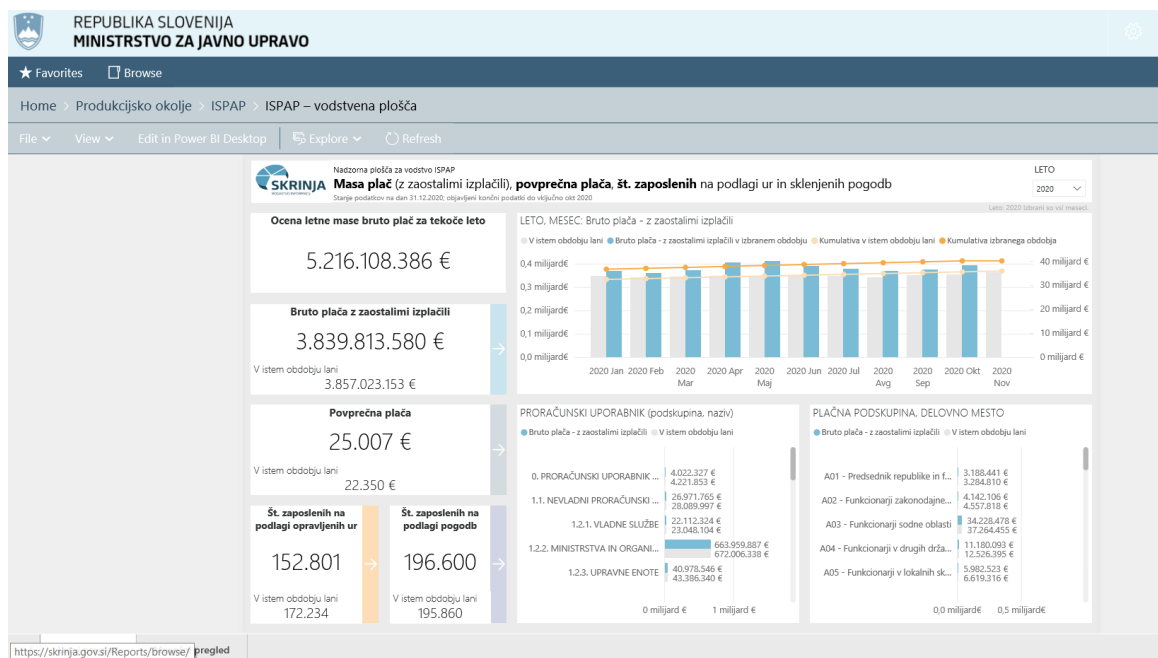 REPUBLIKA SLOVENIJA
MINISTRSTVO ZA JAVNO UPRAVO
Favorites Browse
Home > Produkcijsko okolje > ISPAP > ISPAP – vodstvena plošča
File View Edit in Power BI Desktop Explore Refresh
SKRINJA
Nadzorna plošča za vodstvo ISPAP
Masa plač (z zaostalimi izplačili), povprečna plača, št. zaposlenih na podlagi ur in sklenjenih pogodb
Stanje podatkov na dan 31.12.2020; objavljeni končni podatki do vključno okt 2020
LETO
2020
Leto: 2020 Izbrani so vsi meseci.
Ocena letne mase bruto plač za tekoče leto
5.216.108.386 €
Bruto plača z zaostalimi izplačili
3.839.813.580 €
V istem obdobju lani
3.857.023.153 €
Povprečna plača
25.007 €
V istem obdobju lani
22.350 €
Št. zaposlenih na podlagi opravljenih ur
152.801
V istem obdobju lani
172.234
Št. zaposlenih na podlagi pogodb
196.600
V istem obdobju lani
195.860
LETO, MESEC: Bruto plača - z zaostalimi izplačili
V istem obdobju lani Bruto plača - z zaostalimi izplačili v izbranem obdobju Kumulativa v istem obdobju lani Kumulativa izbranega obdobja
0,4 milijard€ 40 milijard €
0,3 milijard€ 30 milijard €
0,2 milijard€ 20 milijard €
0,1 milijard€ 10 milijard €
0,0 milijard€ 0 milijard €
2020 Jan 2020 Feb 2020 Mar 2020 Apr 2020 Maj 2020 Jun 2020 Jul 2020 Avg 2020 Sep 2020 Okt 2020 Nov
PRORAČUNSKI UPORABNIK (podskupina, naziv)
Bruto plača - z zaostalimi izplačili V istem obdobju lani
0. PRORAČUNSKI UPORABNIK ... 4.022.327 €
4.221.853 €
1.1. NEVLADNI PRORAČUNSKI ... 26.971.765 €
28.089.997 €
1.2.1. VLADNE SLUŽBE 22.112.324 €
23.048.104 €
1.2.2. MINISTRSTVA IN ORGANI... 663.959.887 €
672.006.338 €
1.2.3. UPRAVNE ENOTE 40.978.546 €
43.386.340 €
0 milijard € 1 milijard €
PLAČNA PODSKUPINA, DELOVNO MESTO
Bruto plača - z zaostalimi izplačili V istem obdobju lani
A01 - Predsednik republike in f... 3.188.441 €
3.284.810 €
A02 - Funkcionarji zakonodajne... 4.142.106 €
4.557.818 €
A03 - Funkcionarji sodne oblasti 34.228.478 €
37.264.455 €
A04 - Funkcionarji v drugih drža... 11.180.093 €
12.526.395 €
A05 - Funkcionarji v lokalnih sk... 5.982.523 €
6.619.316 €
0,0 milijard€ 0,5 milijard€
https://skrinja.gov.si/Reports/browse/ pregled